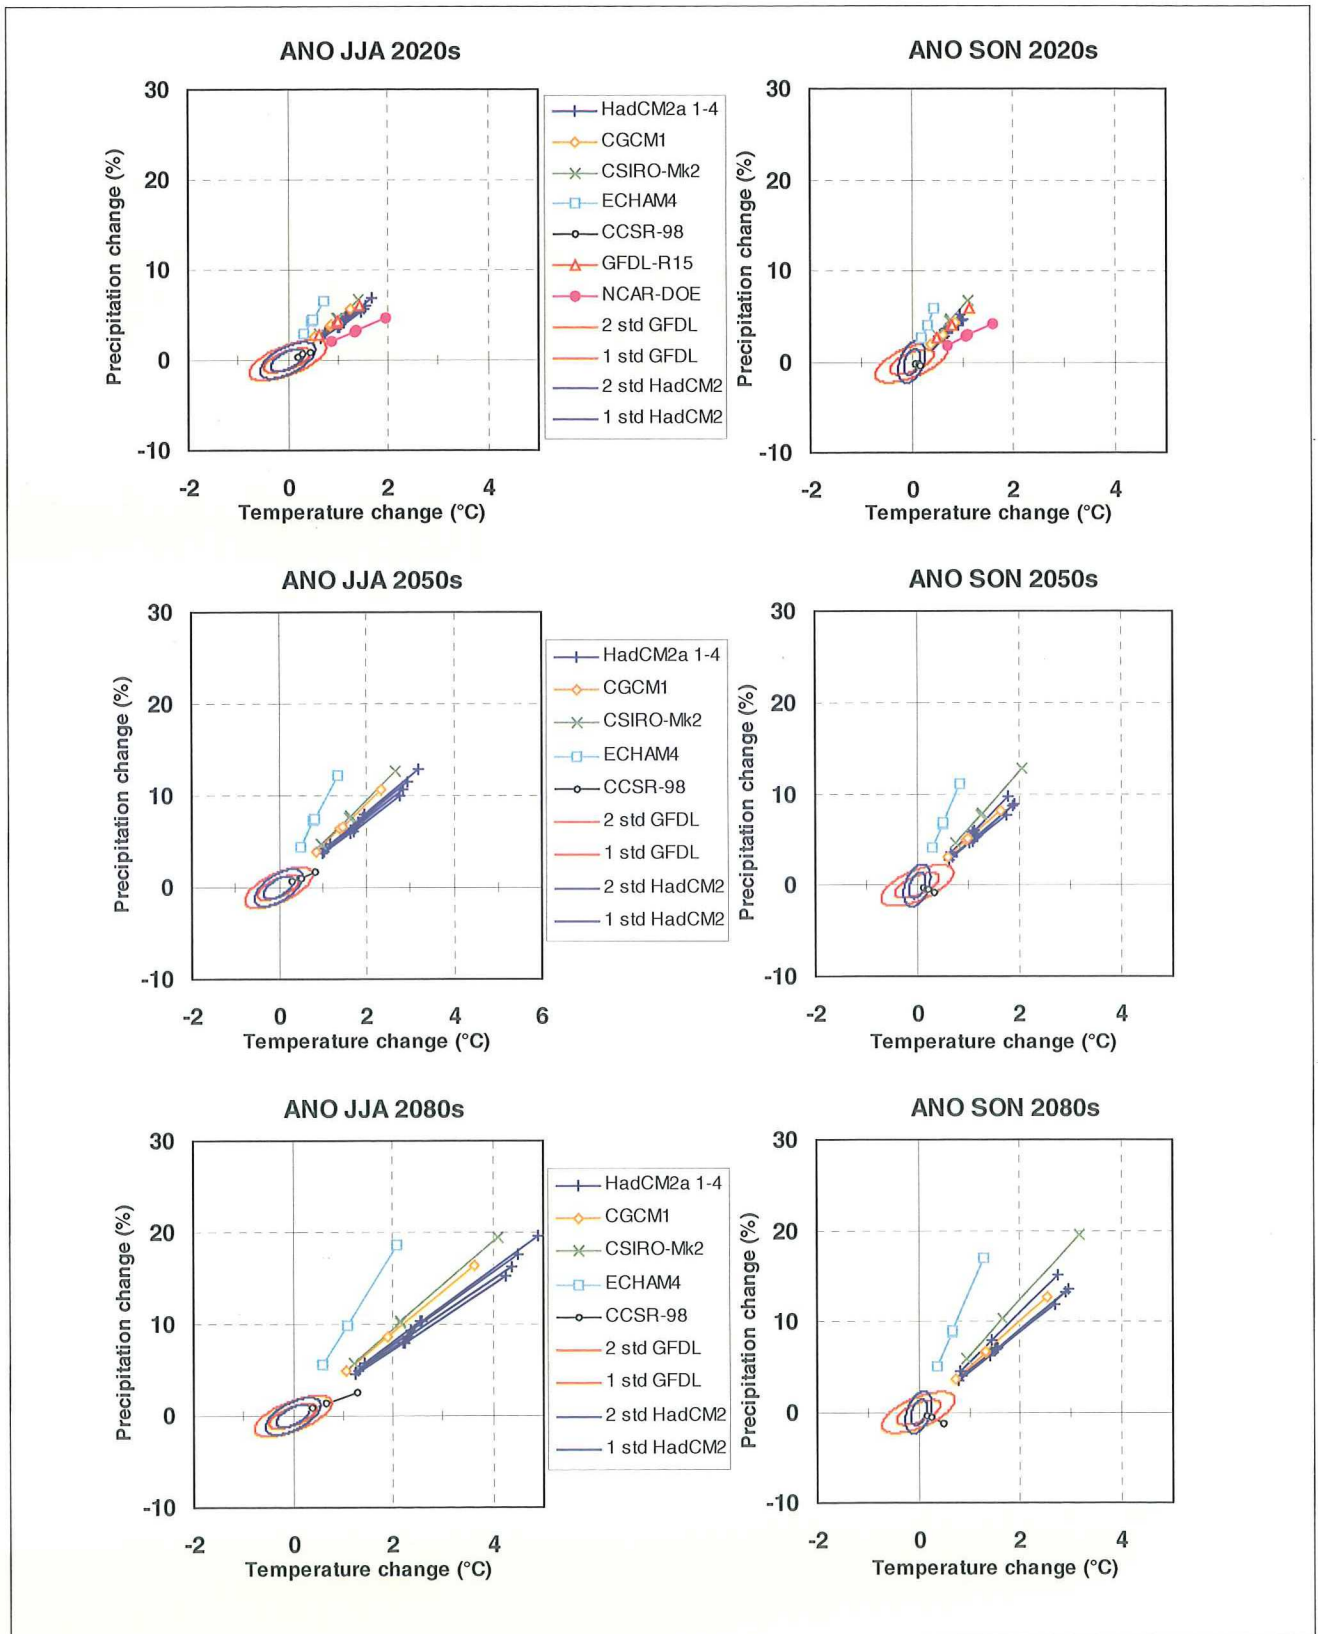 ANO JJA 2020s
30
20
10
0
-10
-2 0 2 4
Precipitation change (%)
Temperature change (°C)
HadCM2a 1-4
CGCM1
CSIRO-Mk2
ECHAM4
CCSR-98
GFDL-R15
NCAR-DOE
2 std GFDL
1 std GFDL
2 std HadCM2
1 std HadCM2
ANO SON 2020s
30
20
10
0
-10
-2 0 2 4
Precipitation change (%)
Temperature change (°C)
ANO JJA 2050s
30
20
10
0
-10
-2 0 2 4 6
Precipitation change (%)
Temperature change (°C)
HadCM2a 1-4
CGCM1
CSIRO-Mk2
ECHAM4
CCSR-98
2 std GFDL
1 std GFDL
2 std HadCM2
1 std HadCM2
ANO SON 2050s
30
20
10
0
-10
-2 0 2 4
Precipitation change (%)
Temperature change (°C)
ANO JJA 2080s
30
20
10
0
-10
-2 0 2 4
Precipitation change (%)
Temperature change (°C)
HadCM2a 1-4
CGCM1
CSIRO-Mk2
ECHAM4
CCSR-98
2 std GFDL
1 std GFDL
2 std HadCM2
1 std HadCM2
ANO SON 2080s
30
20
10
0
-10
-2 0 2 4
Precipitation change (%)
Temperature change (°C)